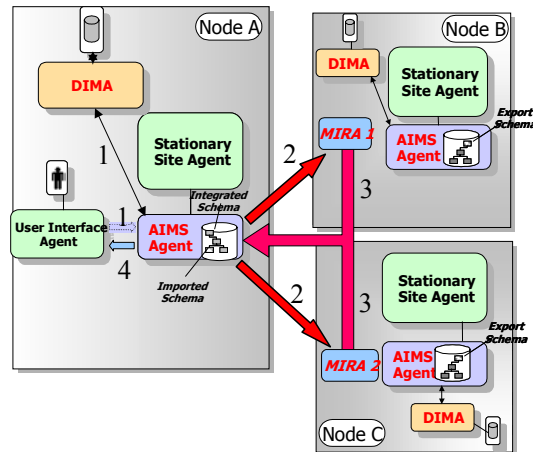 Node A
DIMA
1
Stationary
Site Agent
2
Integrated
Schema
User Interface
Agent
1
AIMS
Agent
4
Imported
Schema
2
Node B
DIMA
Stationary
Site Agent
Export
Schema
MIRA 1
AIMS
Agent
3
3
Stationary
Site Agent
Export
Schema
MIRA 2
AIMS
Agent
DIMA
Node C